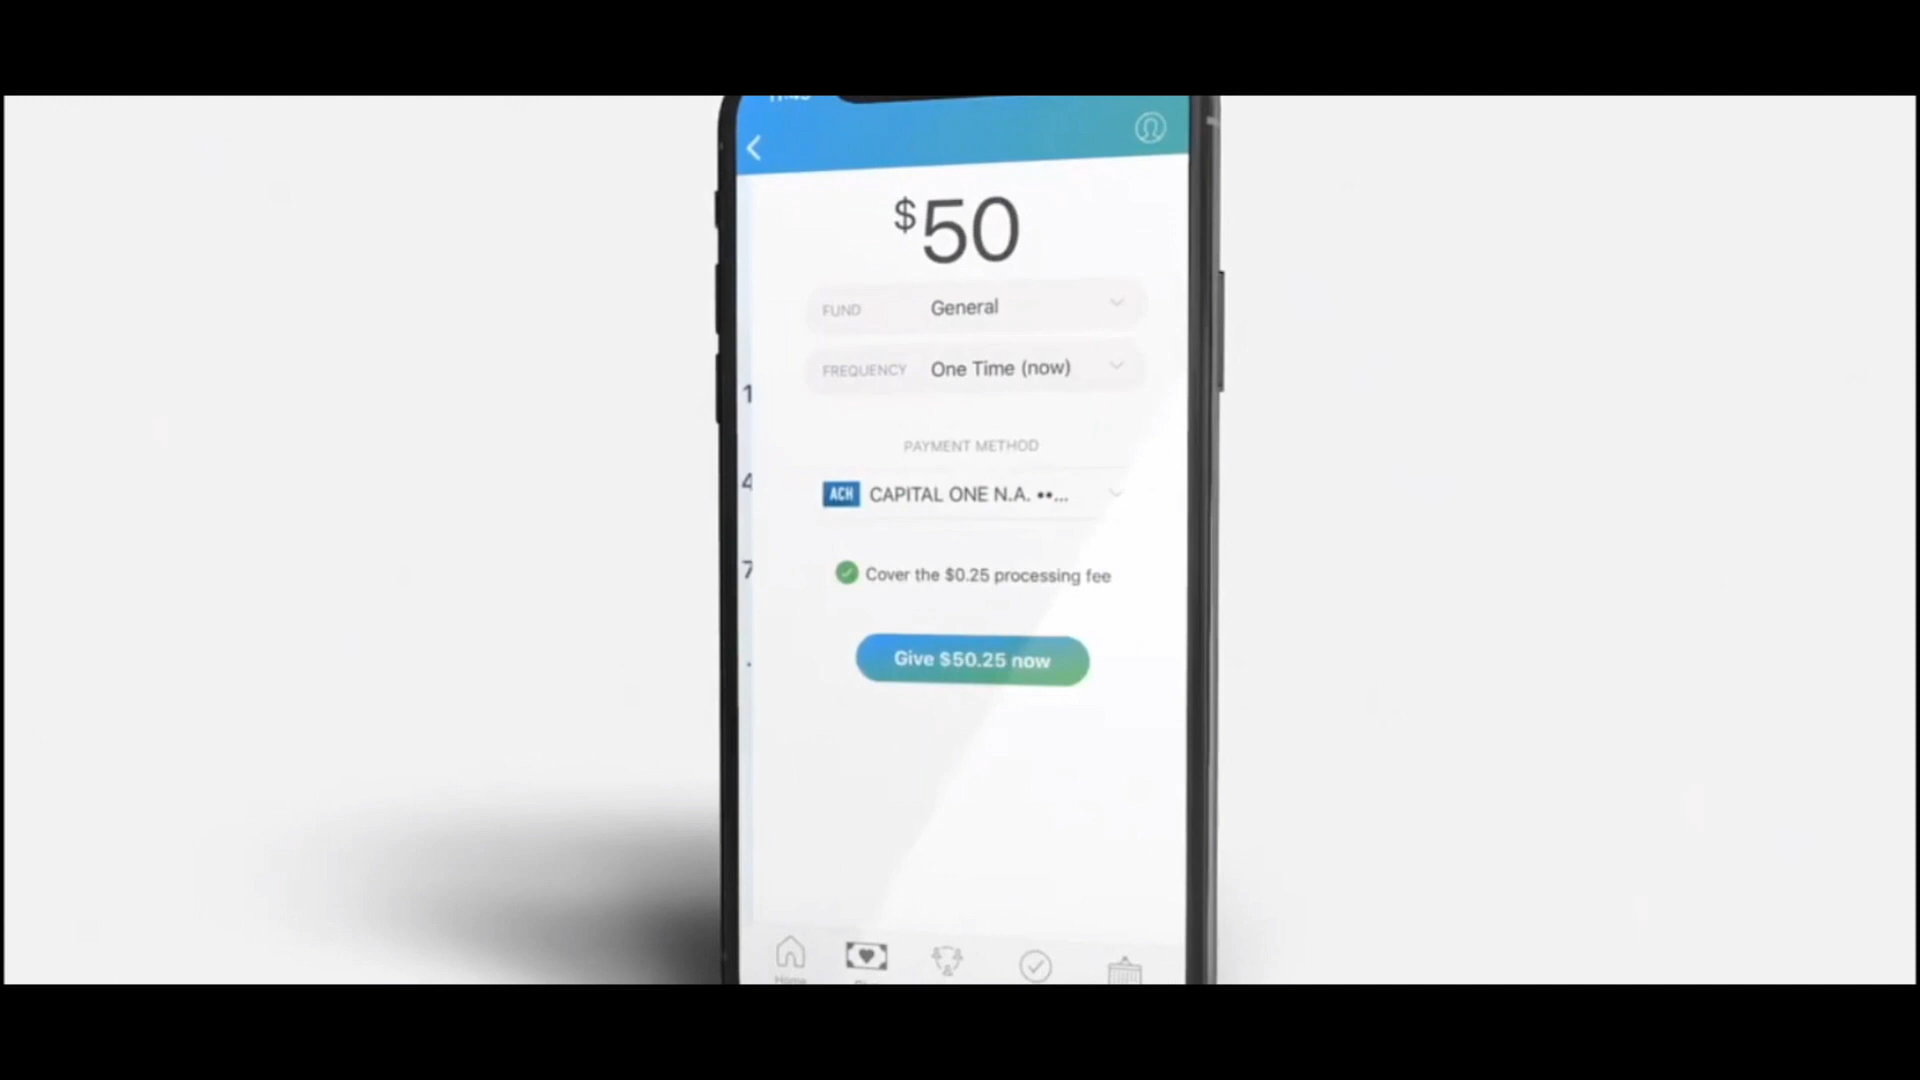 $50
FUND General
FREQUENCY One Time (now)
1
4
PAYMENT METHOD
ACH CAPITAL ONE N.A. ••...
7
Cover the $0.25 processing fee
Give $50.25 now
.
Home